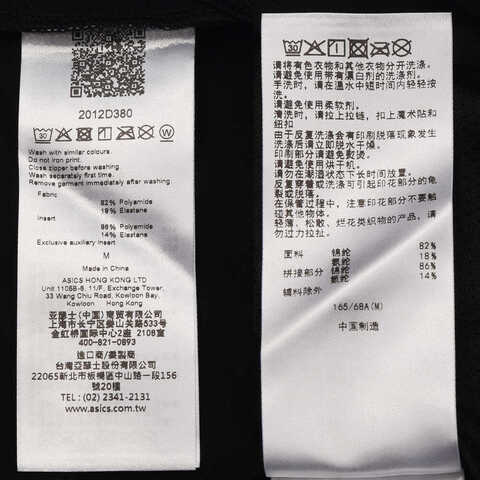 2012D380
30
W
Wash with similar colours.
Do not iron print.
Close zipper before washing.
Wash separately first time.
Remove garment immediately after washing.
Fabric
82% Polyamide
18% Elastane
Insert
86% Polyamide
14% Elastane
Exclusive auxiliary Insert
M
Made in China
ASICS HONG KONG LTD
Unit 1105B-6, 11/F, Exchange Tower,
33 Wang Chiu Road, Kowloon Bay,
Kowloon, Hong Kong
亚瑟士(中国)商贸有限公司
上海市长宁区娄山关路533号
金虹桥国际中心2座 2108室
400-821-0893
進口商/委製商
台灣亞瑟士股份有限公司
22065新北市板橋區中山路一段156
號20樓
電話: (02) 2341-2131
www.asics.com.tw
30
请将有色衣物和其他衣物分开洗涤。
请避免使用带有漂白剂的洗涤剂。
手洗时，请在温水中短时间内轻轻按
洗。
请避免使用柔软剂。
清洗时，请拉上拉链，扣上魔术贴和
纽扣
由于反复洗涤会有印刷脱落现象发生
洗涤后请立即脱水干燥。
印刷部分请避免熨烫。
请避免使用烘干机。
请勿在潮湿状态下长时间放置。
反复穿着或洗涤可引起印花部分的龟
裂或脱落。
在保管过程中，注意印花部分不要触
碰其他物体。
轻薄、松散、烂花类织物的产品，请
勿过力拉扯。
面料 锦纶 82%
氨纶 18%
拼接部分 锦纶 86%
氨纶 14%
辅料除外
165/68A(M)
中国制造